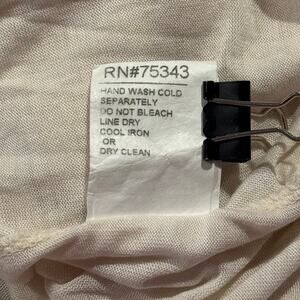 RN#75343
HAND WASH COLD
SEPARATELY
DO NOT BLEACH
LINE DRY
COOL IRON
OR
DRY CLEAN